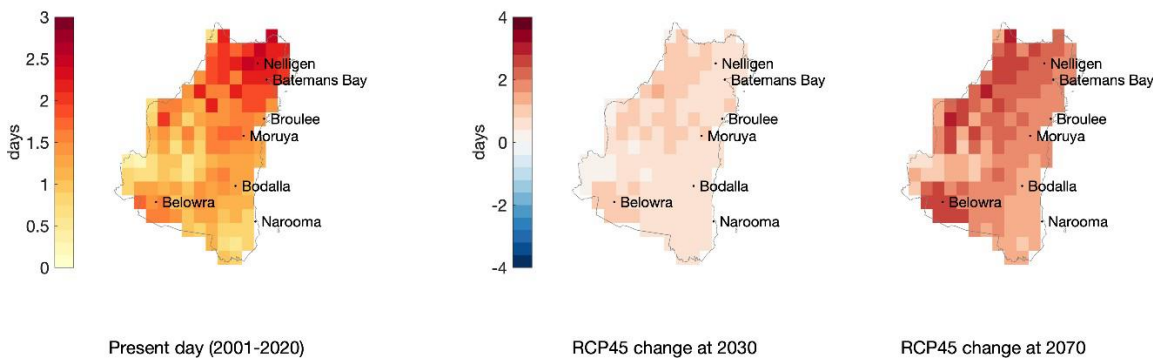 3
2.5
2
1.5
1
0.5
0
days
Nelligen
Batemans Bay
Broulee
Moruya
Bodalla
Belowra
Narooma
Present day (2001-2020)
4
2
0
-2
-4
days
Nelligen
Batemans Bay
Broulee
Moruya
Bodalla
Belowra
Narooma
RCP45 change at 2030
Nelligen
Batemans Bay
Broulee
Moruya
Bodalla
Belowra
Narooma
RCP45 change at 2070